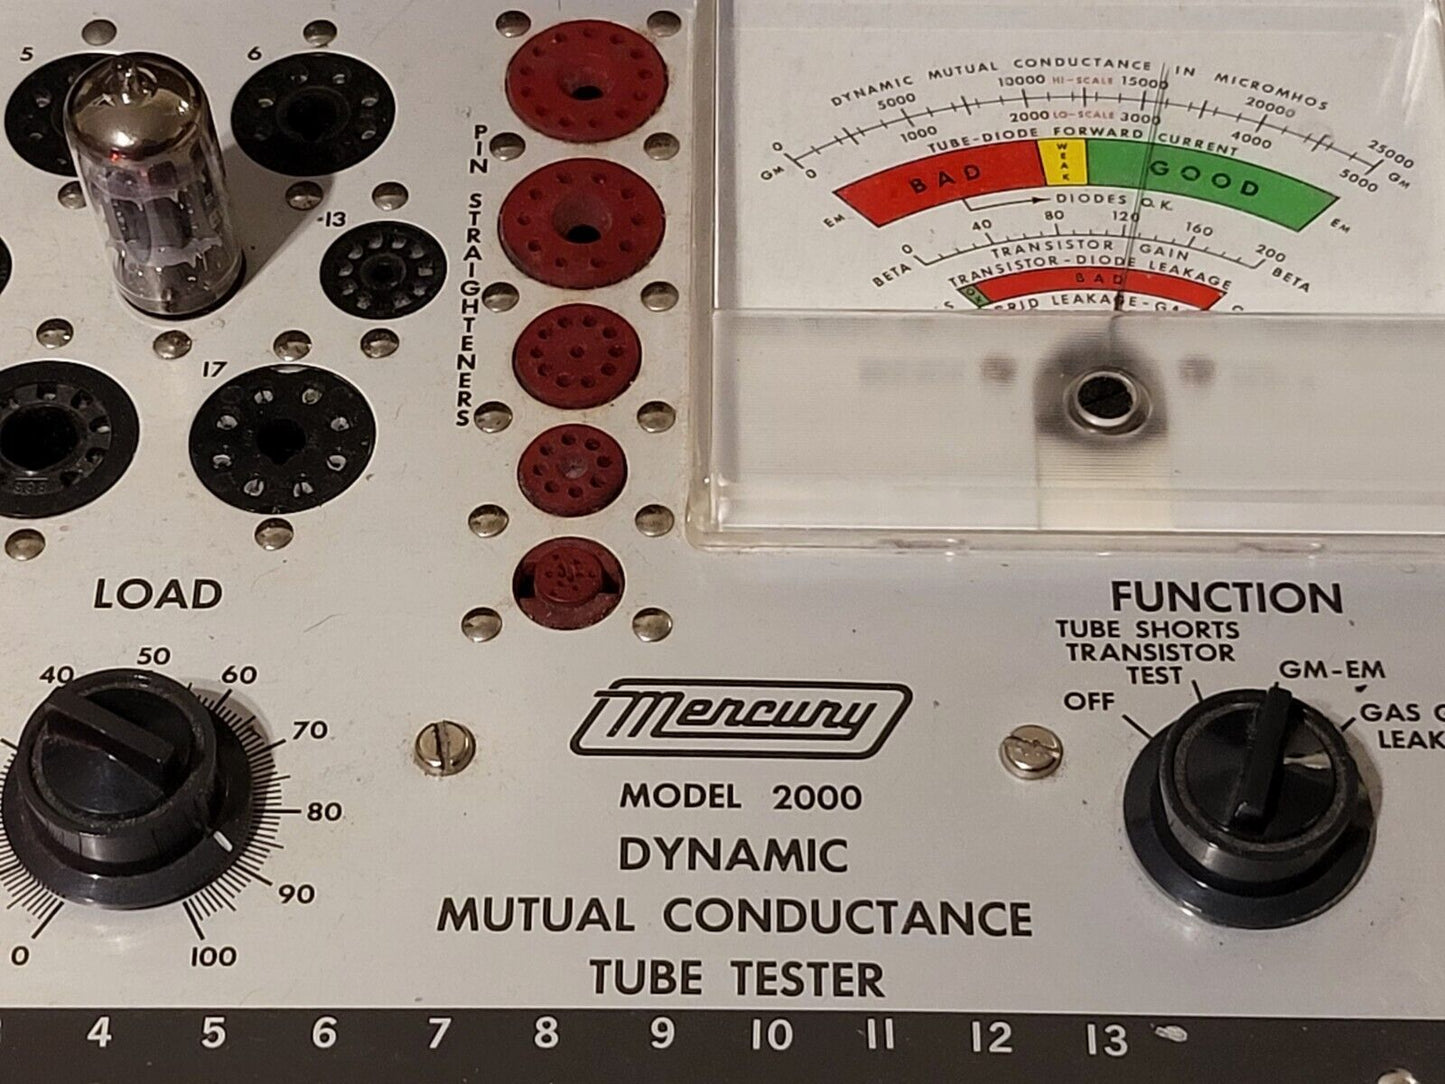 5
6
-13
17
PIN STRAIGHTENERS
DYNAMIC MUTUAL CONDUCTANCE IN MICROMHOS
0 5000 10000 HI-SCALE 15000 20000 25000
GM 0 1000 2000 LO-SCALE 3000 4000 5000 GM
TUBE-DIODE FORWARD CURRENT
EM BAD WEAK GOOD EM
DIODES O.K.
0 40 80 120 160 200
BETA TRANSISTOR GAIN BETA
TRANSISTOR-DIODE LEAKAGE
BAD
LEAKAGE-
LOAD
0
40
50
60
70
80
90
100
Mercury
MODEL 2000
DYNAMIC
MUTUAL CONDUCTANCE
TUBE TESTER
FUNCTION
OFF
TUBE SHORTS
TRANSISTOR
TEST
GM-EM
GAS
LEAK
4 5 6 7 8 9 10 11 12 13